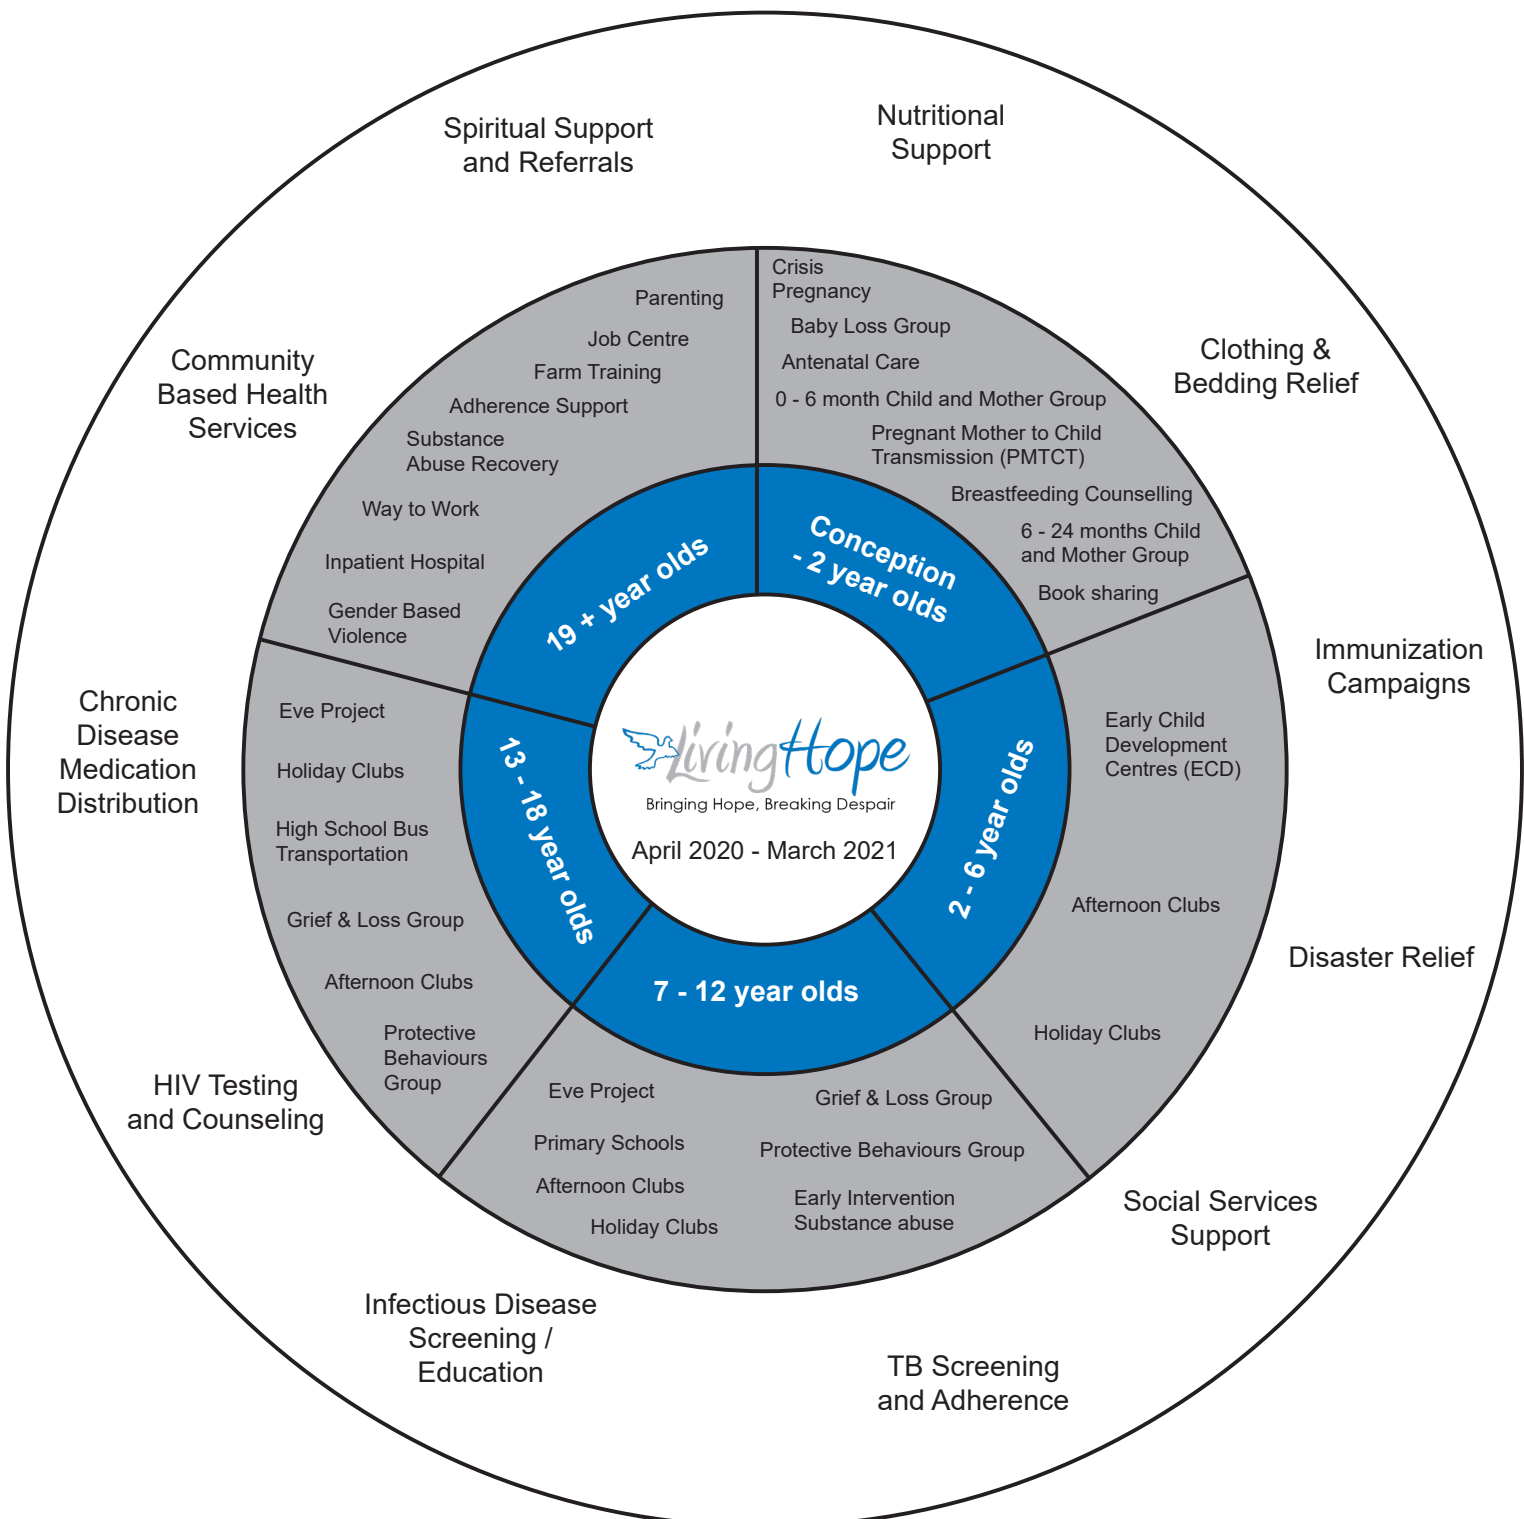 Spiritual Support
and Referrals
Nutritional
Support
Clothing &
Bedding Relief
Immunization
Campaigns
Disaster Relief
Social Services
Support
TB Screening
and Adherence
Infectious Disease
Screening /
Education
HIV Testing
and Counseling
Chronic
Disease
Medication
Distribution
Community
Based Health
Services
Crisis
Pregnancy
Baby Loss Group
Antenatal Care
0 - 6 month Child and Mother Group
Pregnant Mother to Child
Transmission (PMTCT)
Breastfeeding Counselling
6 - 24 months Child
and Mother Group
Book sharing
Conception
- 2 year olds
Early Child
Development
Centres (ECD)
Afternoon Clubs
Holiday Clubs
2 - 6 year olds
Grief & Loss Group
Protective Behaviours Group
Early Intervention
Substance abuse
Eve Project
Primary Schools
Afternoon Clubs
Holiday Clubs
7 - 12 year olds
Eve Project
Holiday Clubs
High School Bus
Transportation
Grief & Loss Group
Afternoon Clubs
Protective
Behaviours
Group
13 - 18 year olds
Parenting
Job Centre
Farm Training
Adherence Support
Substance
Abuse Recovery
Way to Work
Inpatient Hospital
Gender Based
Violence
19 + year olds
Living Hope
Bringing Hope, Breaking Despair
April 2020 - March 2021